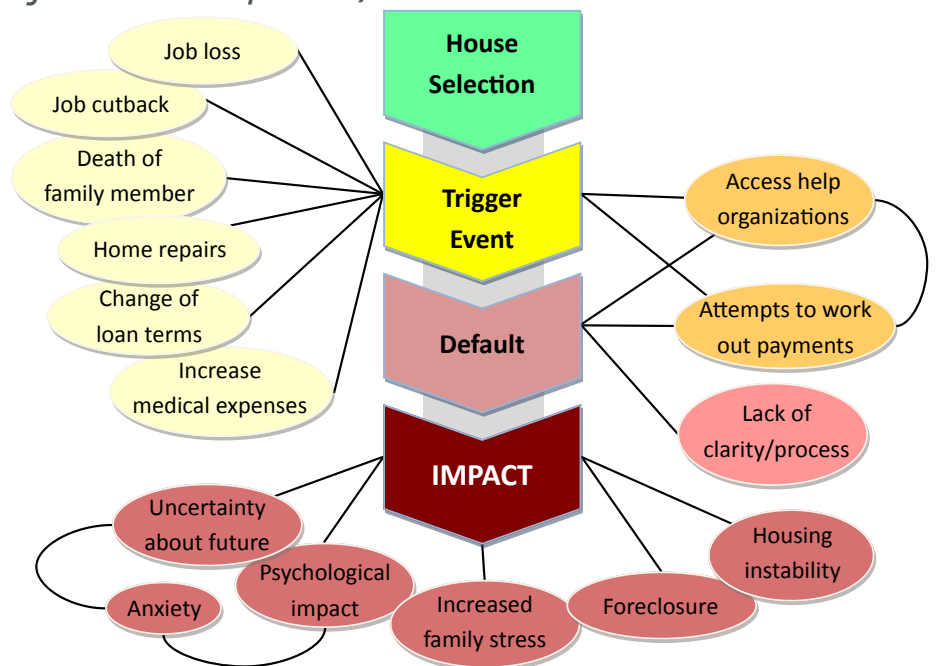 House
Selection
Job loss
Job cutback
Death of
family member
Home repairs
Change of
loan terms
Increase
medical expenses
Trigger
Event
Access help
organizations
Attempts to work
out payments
Default
Lack of
clarity/process
IMPACT
Uncertainty
about future
Anxiety
Psychological
impact
Increased
family stress
Foreclosure
Housing
instability